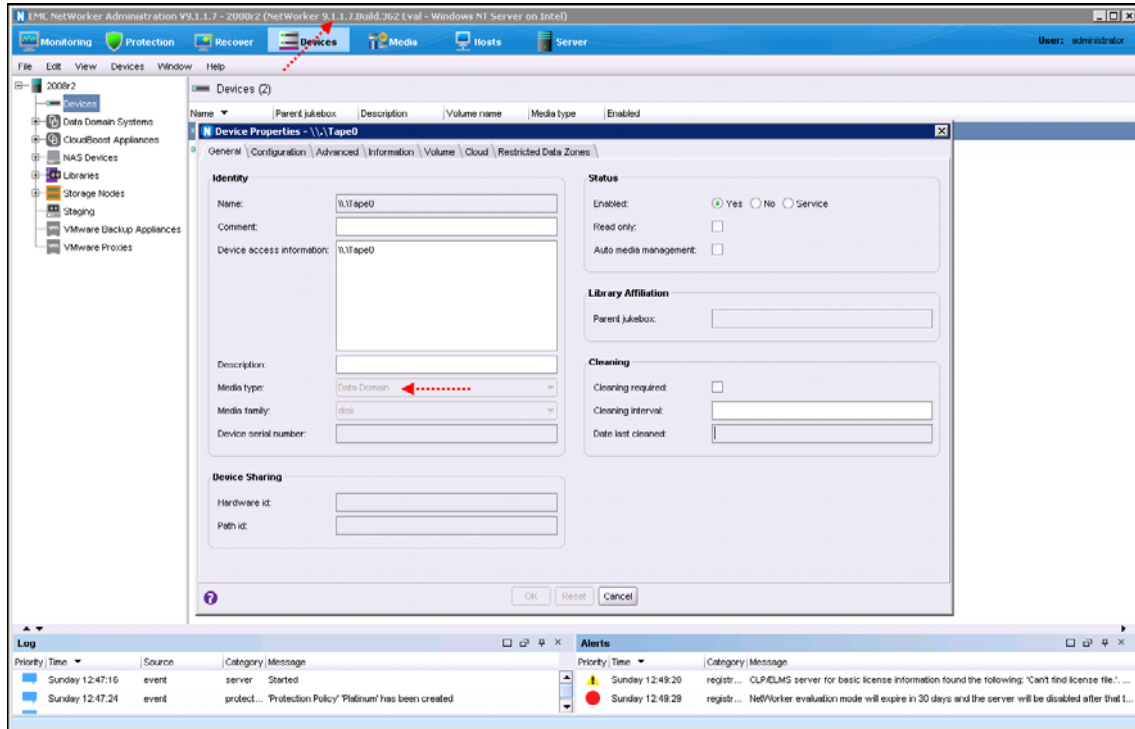 EMC NetWorker Administration V9.1.1.7 - 2008r2 (NetWorker 9.1.1.7.Build.362 Eval - Windows NT Server on Intel)
Monitoring Protection Recover Devices Media Hosts Server User: administrator
File Edit View Devices Window Help
2008r2
Devices
Data Domain Systems
CloudBoost Appliances
NAS Devices
Libraries
Storage Nodes
Staging
VMware Backup Appliances
VMware Proxies
Devices (2)
Name Parent jukebox Description Volume name Media type Enabled
Device Properties - \\.\Tape0
General Configuration Advanced Information Volume Cloud Restricted Data Zones
Identity
Name: \\.\Tape0
Comment:
Device access information: \\.\Tape0
Description:
Media type: Data Domain
Media family: disk
Device serial number:
Device Sharing
Hardware id:
Path id:
Status
Enabled: Yes No Service
Read only:
Auto media management:
Library Affiliation
Parent jukebox:
Cleaning
Cleaning required:
Cleaning interval:
Date last cleaned:
OK Reset Cancel
Log
Priority Time Source Category Message
Sunday 12:47:16 event server Started
Sunday 12:47:24 event protect... 'Protection Policy' 'Platinum' has been created
Alerts
Priority Time Category Message
Sunday 12:49:20 registr... CLP/ELMS server for basic license information found the following: 'Can't find license file.'. ...
Sunday 12:49:29 registr... NetWorker evaluation mode will expire in 30 days and the server will be disabled after that t...